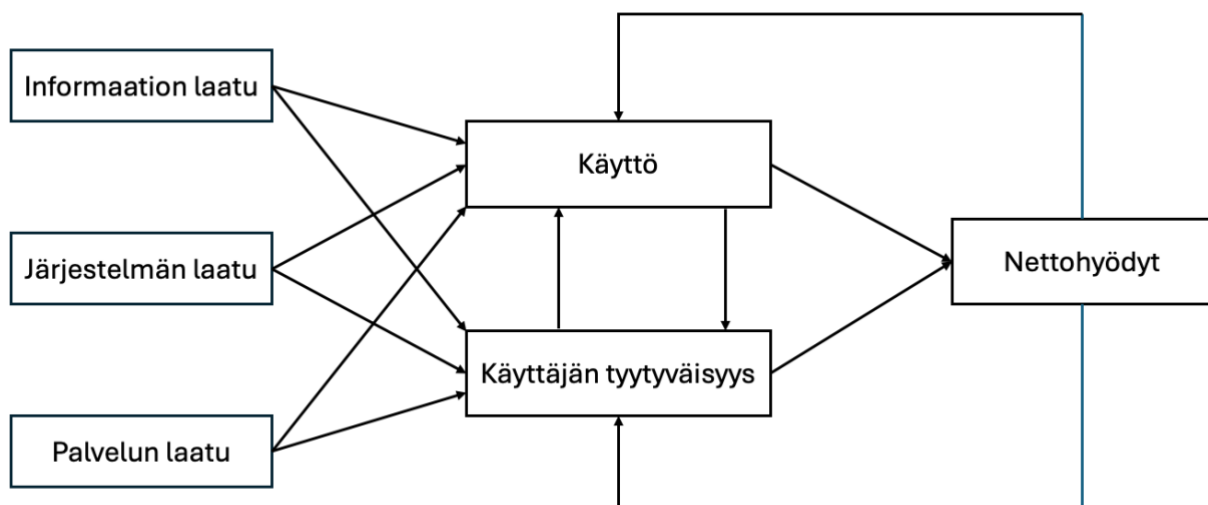 Informaation laatu
Käyttö
Järjestelmän laatu
Nettohyödyt
Käyttäjän tyytyväisyys
Palvelun laatu